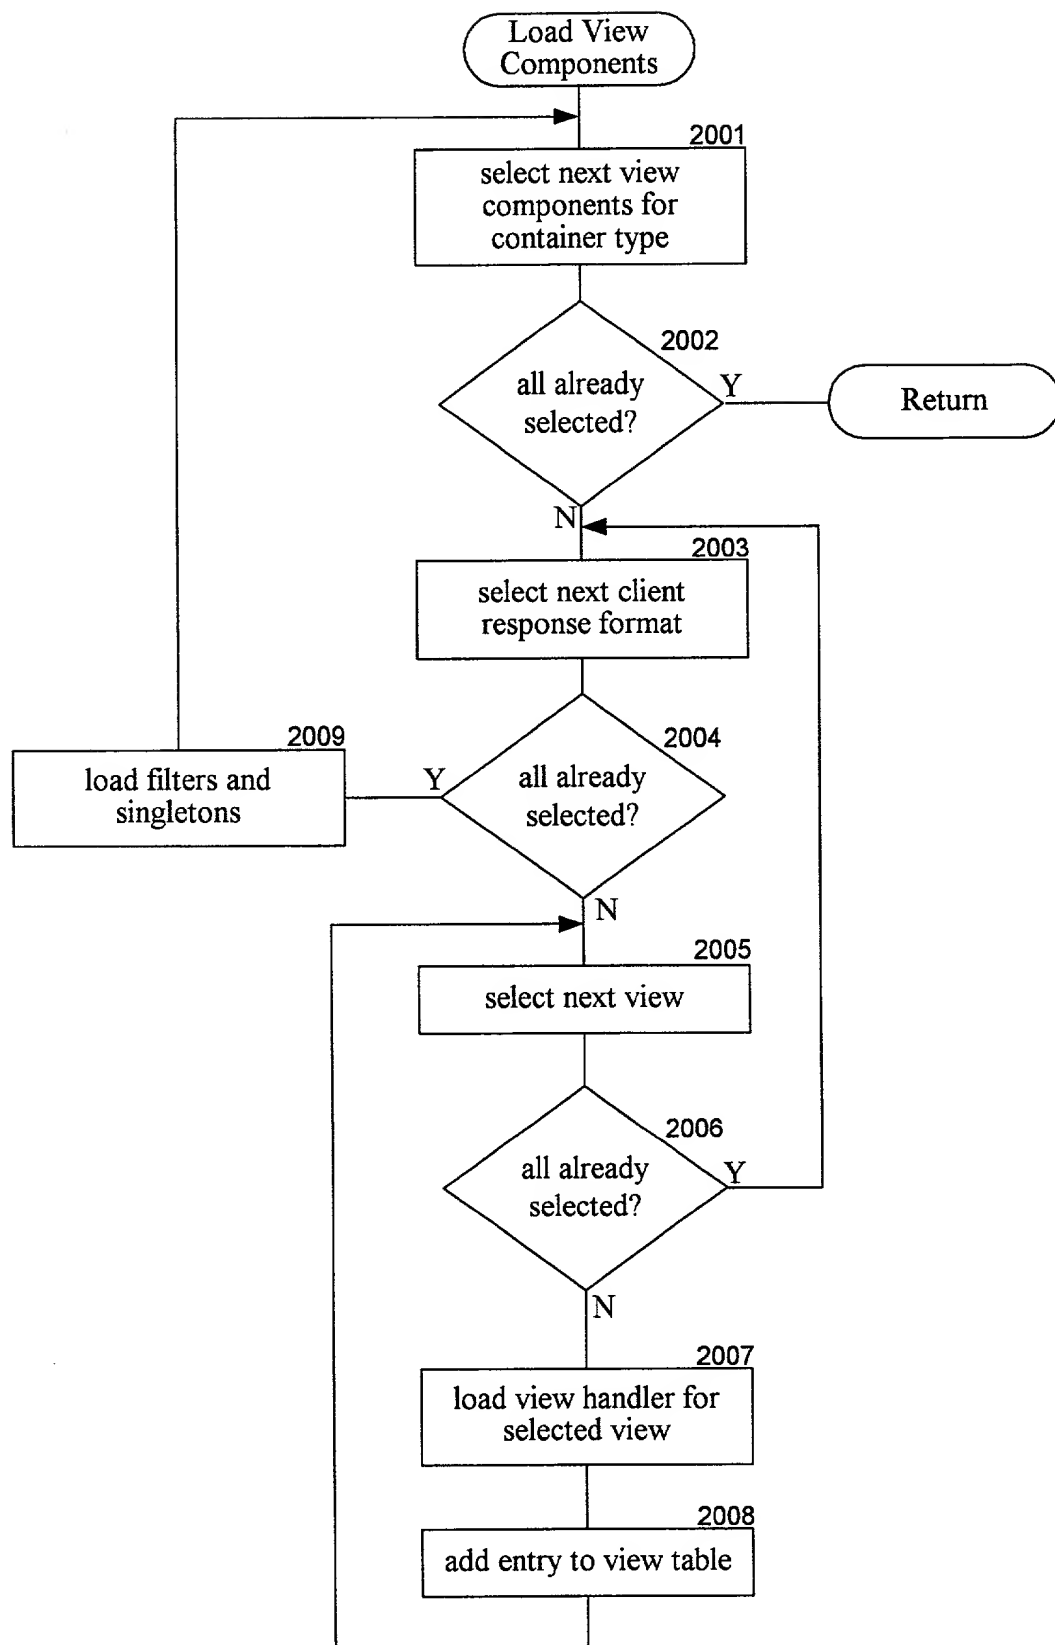 Load View
Components
2001
select next view
components for
container type
2002
all already
selected?
Y
Return
N
2003
select next client
response format
2004
all already
selected?
Y
2009
load filters and
singletons
N
2005
select next view
2006
all already
selected?
Y
N
2007
load view handler for
selected view
2008
add entry to view table